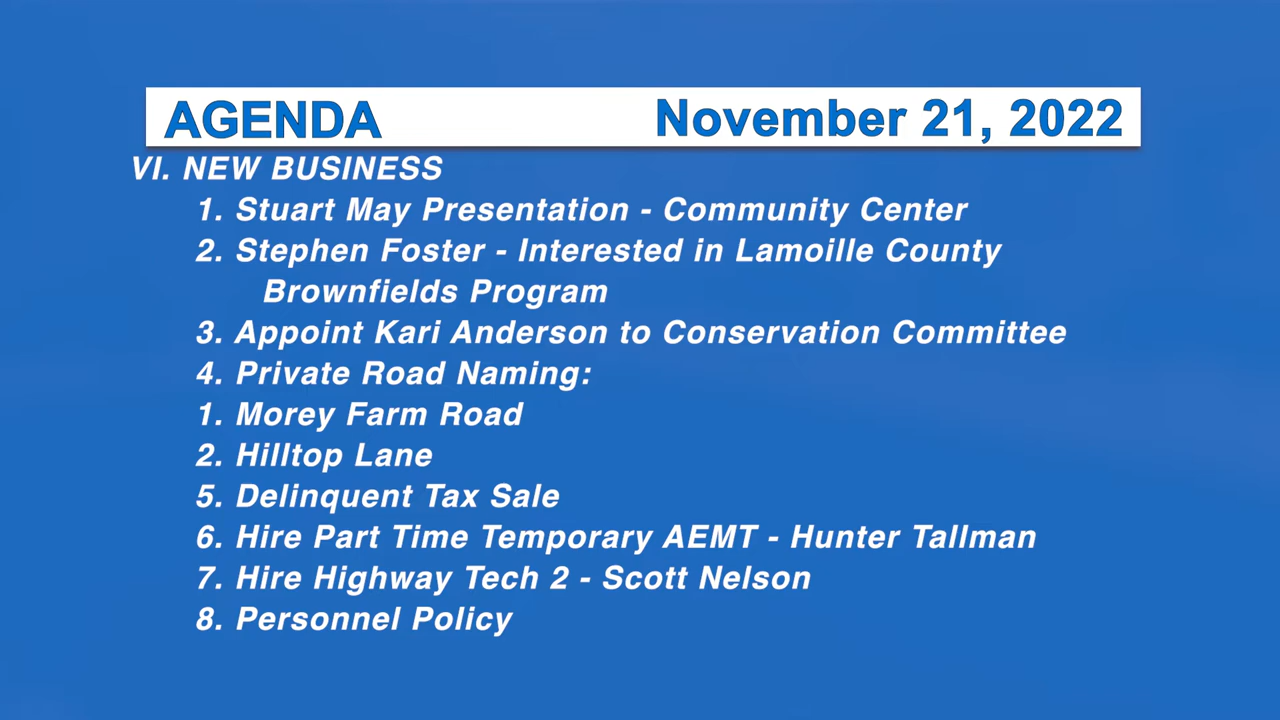 AGENDA November 21, 2022
VI. NEW BUSINESS
1. Stuart May Presentation - Community Center
2. Stephen Foster - Interested in Lamoille County
Brownfields Program
3. Appoint Kari Anderson to Conservation Committee
4. Private Road Naming:
1. Morey Farm Road
2. Hilltop Lane
5. Delinquent Tax Sale
6. Hire Part Time Temporary AEMT - Hunter Tallman
7. Hire Highway Tech 2 - Scott Nelson
8. Personnel Policy